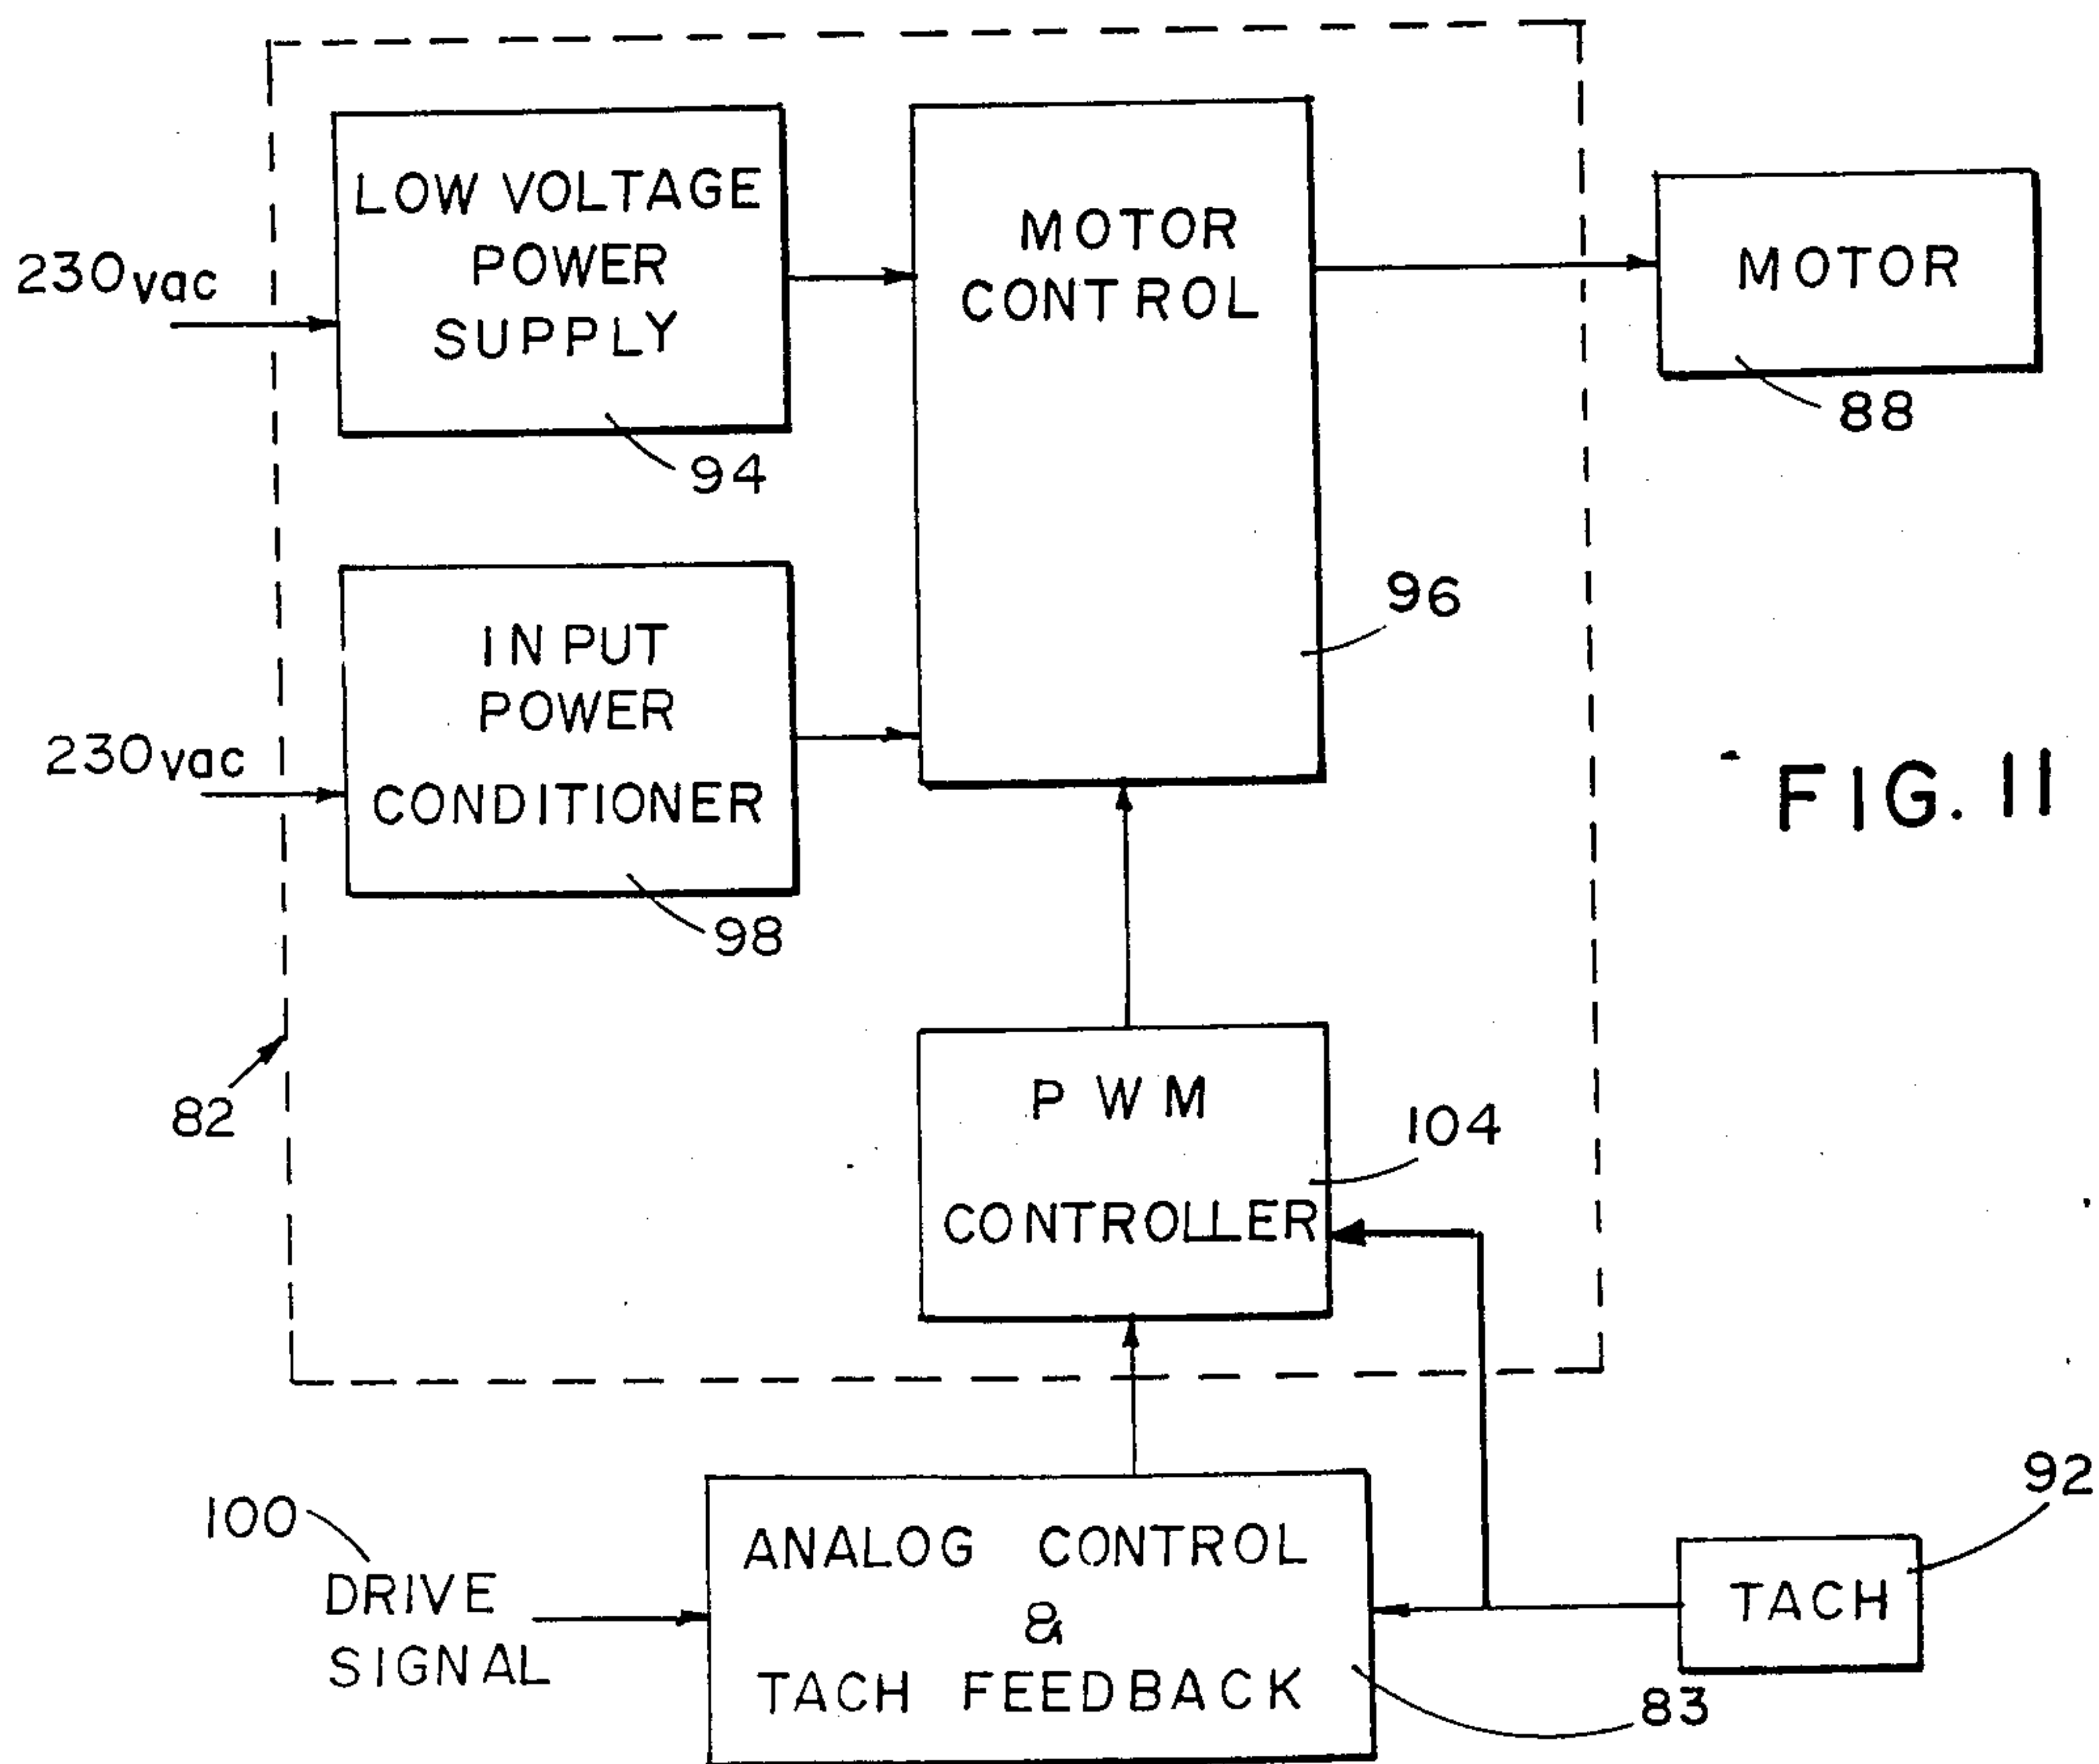 LOW VOLTAGE
POWER
SUPPLY
230vac
94
MOTOR
CONTROL
96
MOTOR
88
INPUT
POWER
CONDITIONER
230vac
98
FIG. 11
82
PWM
CONTROLLER
104
100
DRIVE
SIGNAL
ANALOG CONTROL
&
TACH FEEDBACK
83
TACH
92